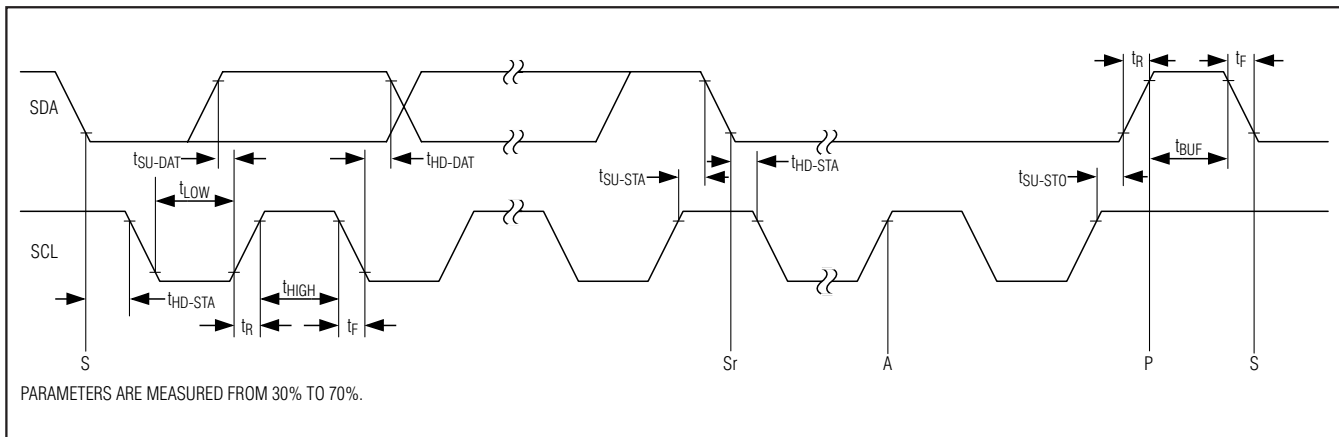 tR
tF
SDA
tSU-DAT
tHD-DAT
tLOW
tSU-STA
tHD-STA
tBUF
tSU-STO
SCL
tHD-STA
tHIGH
tR
tF
S
Sr
A
P
S
PARAMETERS ARE MEASURED FROM 30% TO 70%.